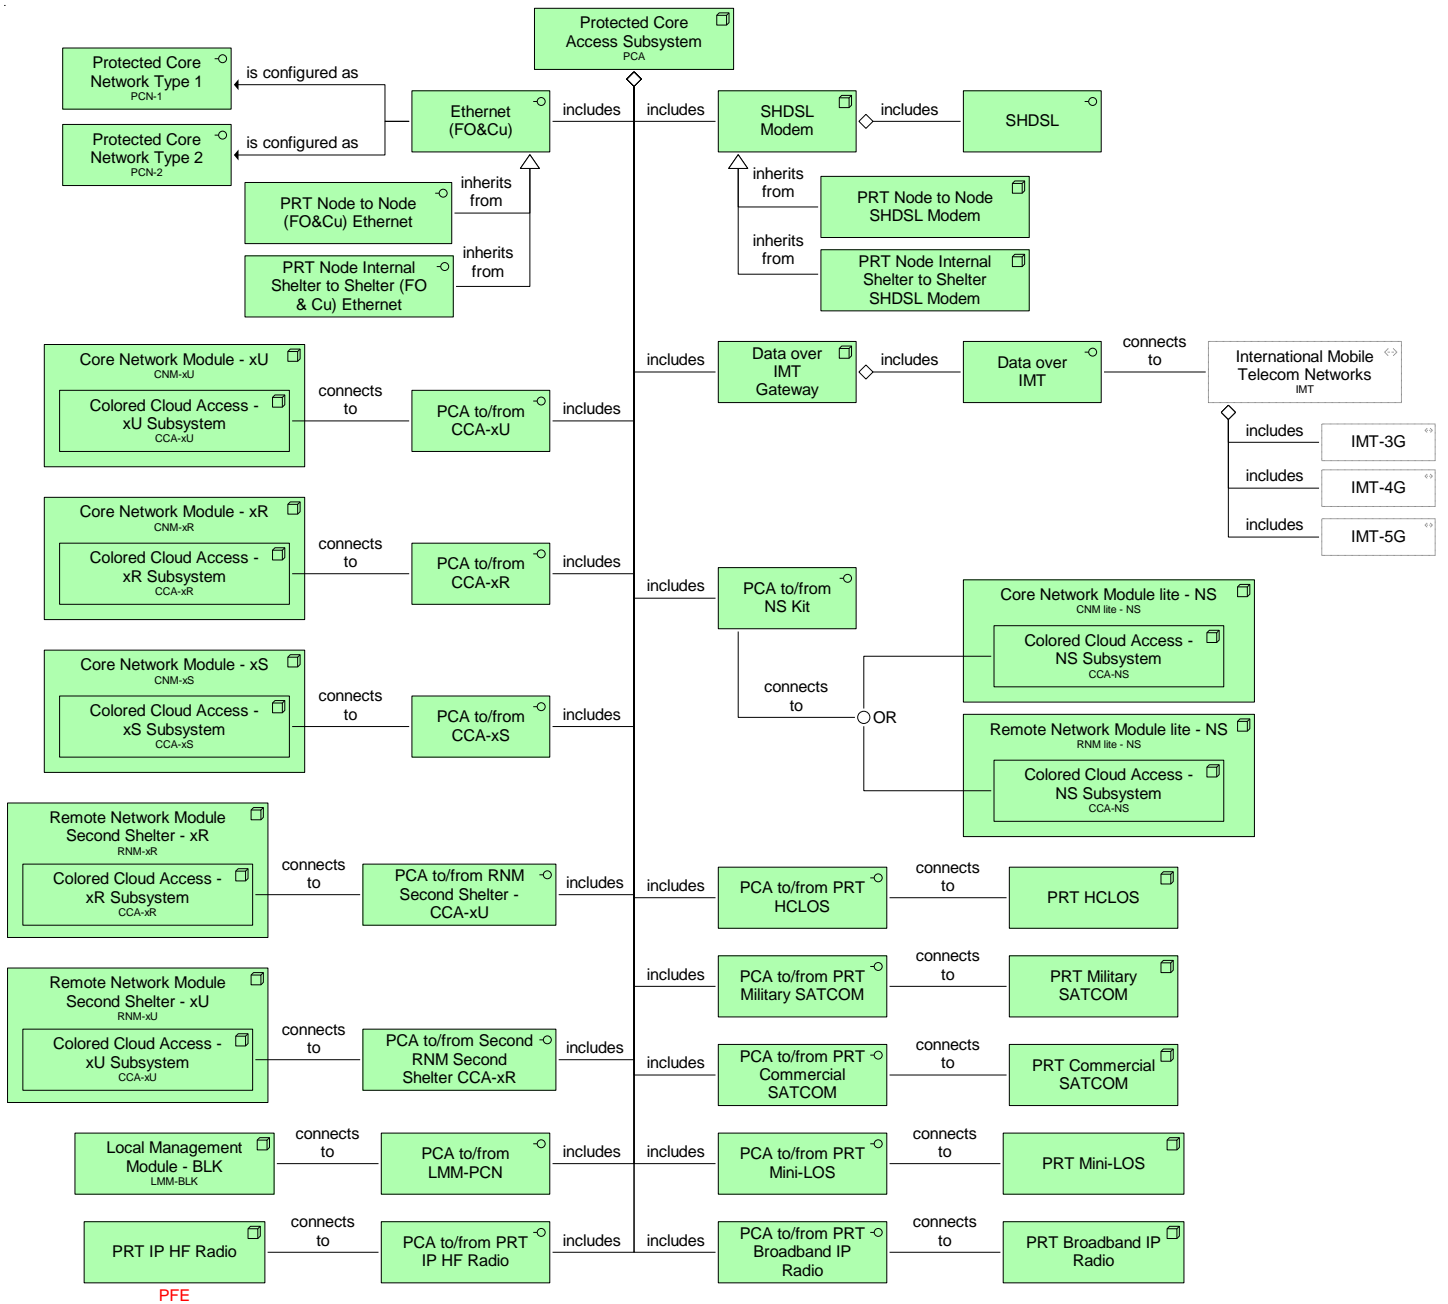 Protected Core
Access Subsystem
PCA
Protected Core
Network Type 1
PCN-1
is configured as
Protected Core
Network Type 2
PCN-2
is configured as
Ethernet
(FO&Cu)
includes
includes
SHDSL
Modem
includes
SHDSL
PRT Node to Node
(FO&Cu) Ethernet
inherits
from
PRT Node Internal
Shelter to Shelter (FO
& Cu) Ethernet
inherits
from
inherits
from
PRT Node to Node
SHDSL Modem
inherits
from
PRT Node Internal
Shelter to Shelter
SHDSL Modem
Core Network Module - xU
CNM-xU
Colored Cloud Access -
xU Subsystem
CCA-xU
connects
to
PCA to/from
CCA-xU
includes
includes
Data over
IMT
Gateway
includes
Data over
IMT
connects
to
International Mobile
Telecom Networks
IMT
includes
IMT-3G
includes
IMT-4G
includes
IMT-5G
Core Network Module - xR
CNM-xR
Colored Cloud Access -
xR Subsystem
CCA-xR
connects
to
PCA to/from
CCA-xR
includes
includes
PCA to/from
NS Kit
connects
to
OR
Core Network Module lite - NS
CNM lite - NS
Colored Cloud Access -
NS Subsystem
CCA-NS
Remote Network Module lite - NS
RNM lite - NS
Colored Cloud Access -
NS Subsystem
CCA-NS
Core Network Module - xS
CNM-xS
Colored Cloud Access -
xS Subsystem
CCA-xS
connects
to
PCA to/from
CCA-xS
includes
Remote Network Module
Second Shelter - xR
RNM-xR
Colored Cloud Access -
xR Subsystem
CCA-xR
connects
to
PCA to/from RNM
Second Shelter -
CCA-xU
includes
includes
PCA to/from PRT
HCLOS
connects
to
PRT HCLOS
includes
PCA to/from PRT
Military SATCOM
connects
to
PRT Military
SATCOM
Remote Network Module
Second Shelter - xU
RNM-xU
Colored Cloud Access -
xU Subsystem
CCA-xU
connects
to
PCA to/from Second
RNM Second
Shelter CCA-xR
includes
includes
PCA to/from PRT
Commercial
SATCOM
connects
to
PRT Commercial
SATCOM
Local Management
Module - BLK
LMM-BLK
connects
to
PCA to/from
LMM-PCN
includes
includes
PCA to/from PRT
Mini-LOS
connects
to
PRT Mini-LOS
PRT IP HF Radio
connects
to
PCA to/from PRT
IP HF Radio
includes
includes
PCA to/from PRT
Broadband IP
Radio
connects
to
PRT Broadband IP
Radio
PFE